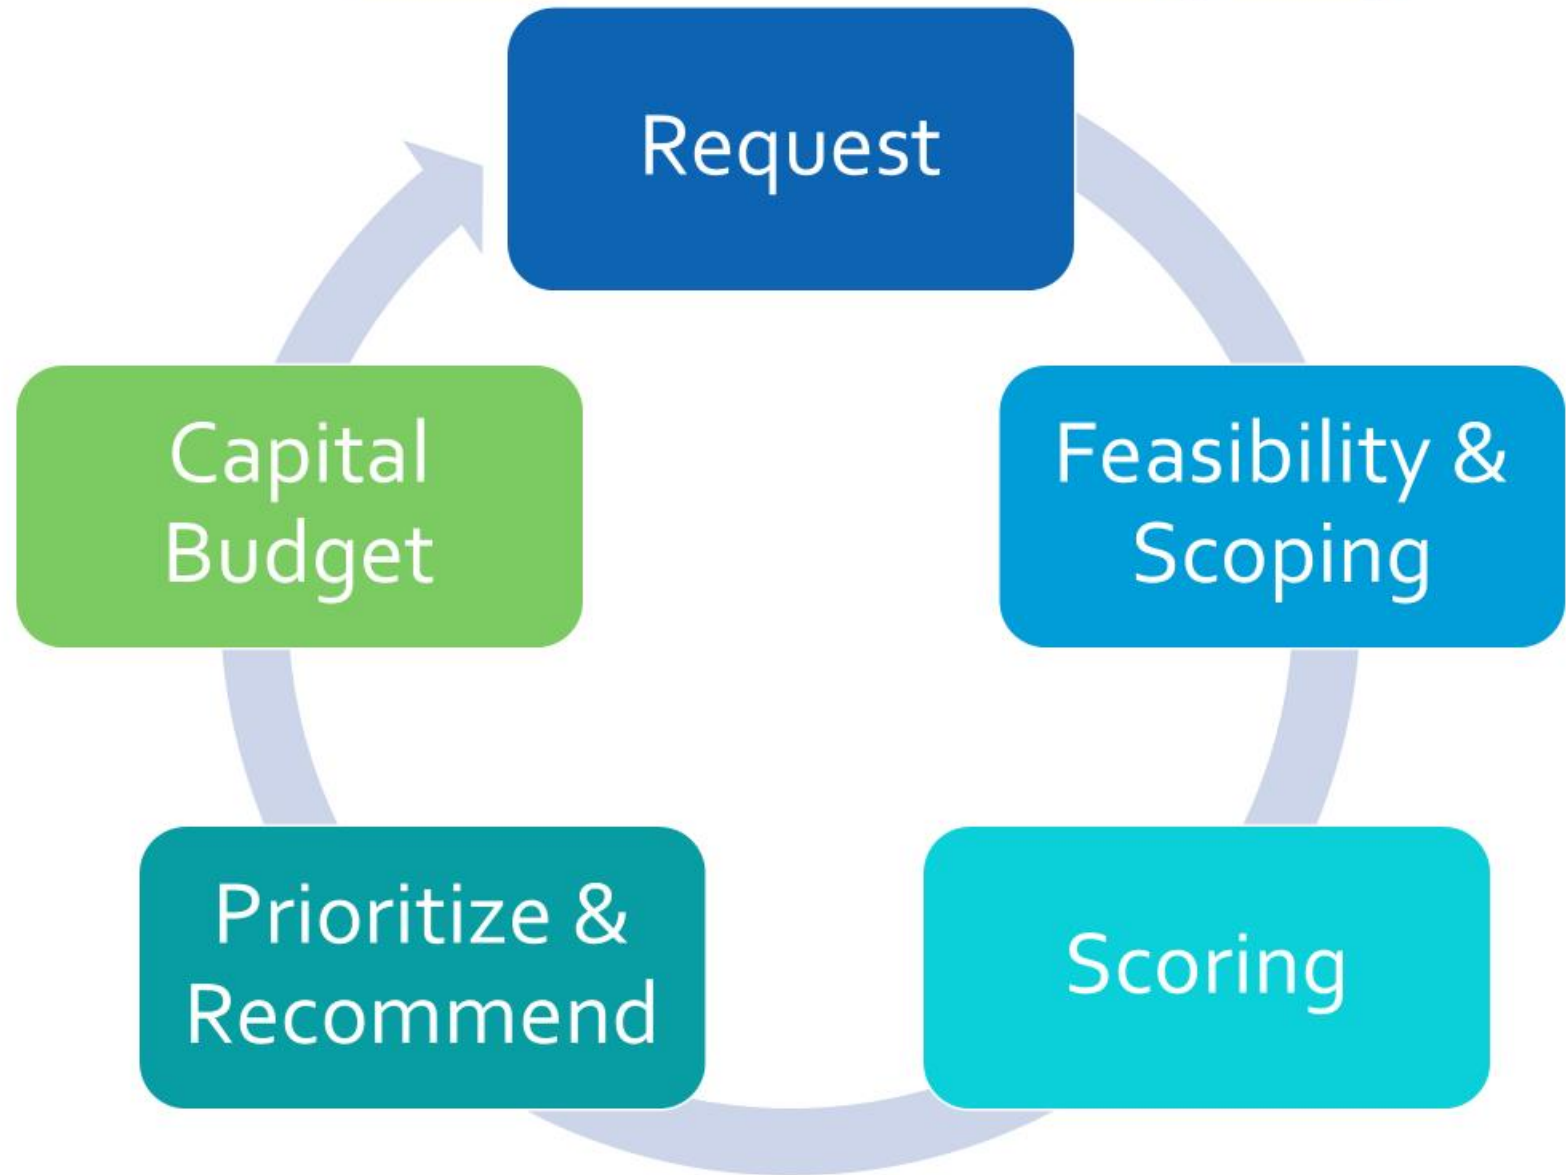 Request
Feasibility &
Scoping
Scoring
Prioritize &
Recommend
Capital
Budget